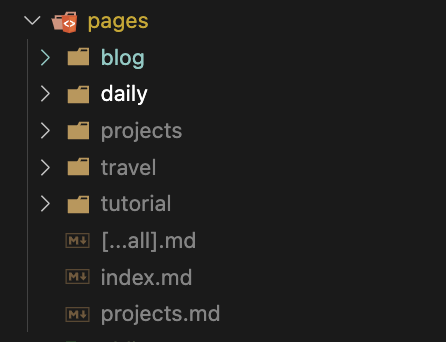 pages
blog
daily
projects
travel
tutorial
[...all].md
index.md
projects.md